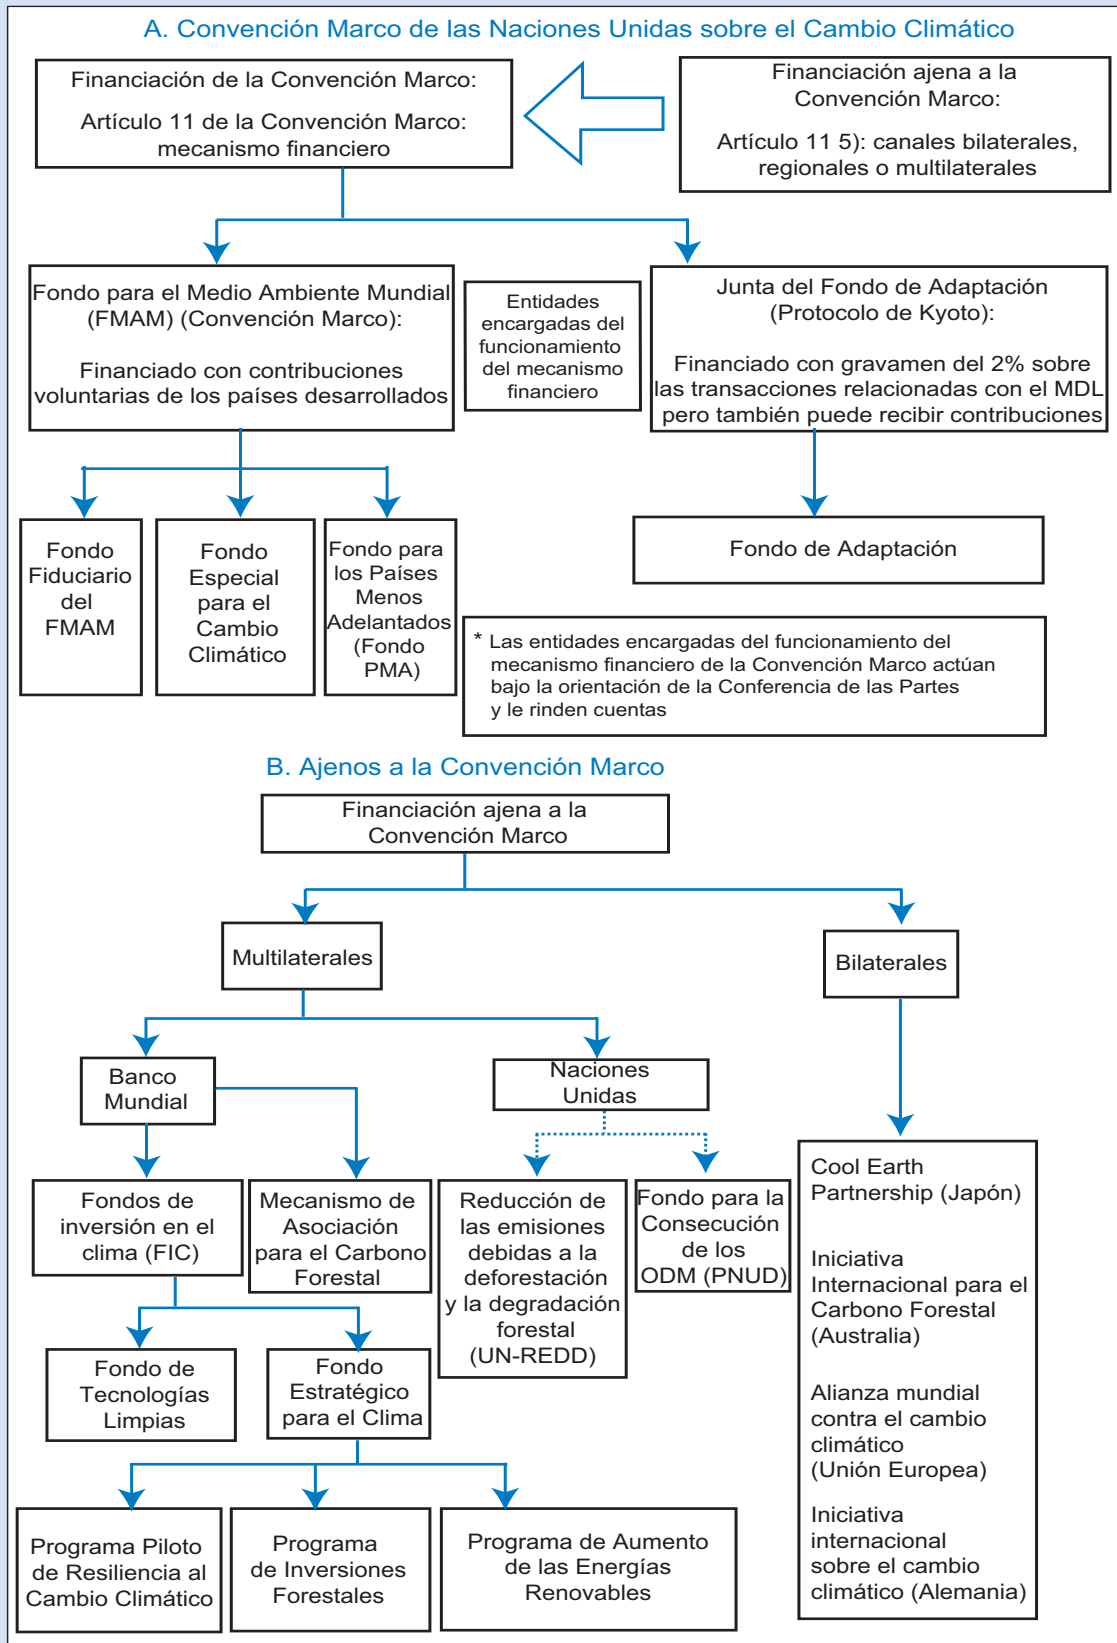 A. Convención Marco de las Naciones Unidas sobre el Cambio Climático
Financiación de la Convención Marco:
Artículo 11 de la Convención Marco:
mecanismo financiero
Financiación ajena a la
Convención Marco:
Artículo 11 5): canales bilaterales,
regionales o multilaterales
Fondo para el Medio Ambiente Mundial
(FMAM) (Convención Marco):
Financiado con contribuciones
voluntarias de los países desarrollados
Entidades
encargadas del
funcionamiento
del mecanismo
financiero
Junta del Fondo de Adaptación
(Protocolo de Kyoto):
Financiado con gravamen del 2% sobre
las transacciones relacionadas con el MDL
pero también puede recibir contribuciones
Fondo
Fiduciario
del
FMAM
Fondo
Especial
para el
Cambio
Climático
Fondo para
los Países
Menos
Adelantados
(Fondo
PMA)
Fondo de Adaptación
* Las entidades encargadas del funcionamiento del
mecanismo financiero de la Convención Marco actúan
bajo la orientación de la Conferencia de las Partes
y le rinden cuentas
B. Ajenos a la Convención Marco
Financiación ajena a la
Convención Marco
Multilaterales
Bilaterales
Banco
Mundial
Naciones
Unidas
Fondos de
inversión en el
clima (FIC)
Mecanismo de
Asociación
para el Carbono
Forestal
Reducción de
las emisiones
debidas a la
deforestación
y la degradación
forestal
(UN-REDD)
Fondo para la
Consecución
de los
ODM (PNUD)
Cool Earth
Partnership (Japón)
Iniciativa
Internacional para el
Carbono Forestal
(Australia)
Alianza mundial
contra el cambio
climático
(Unión Europea)
Iniciativa
internacional
sobre el cambio
climático (Alemania)
Fondo de
Tecnologías
Limpias
Fondo
Estratégico
para el Clima
Programa Piloto
de Resiliencia al
Cambio Climático
Programa
de Inversiones
Forestales
Programa de Aumento
de las Energías
Renovables